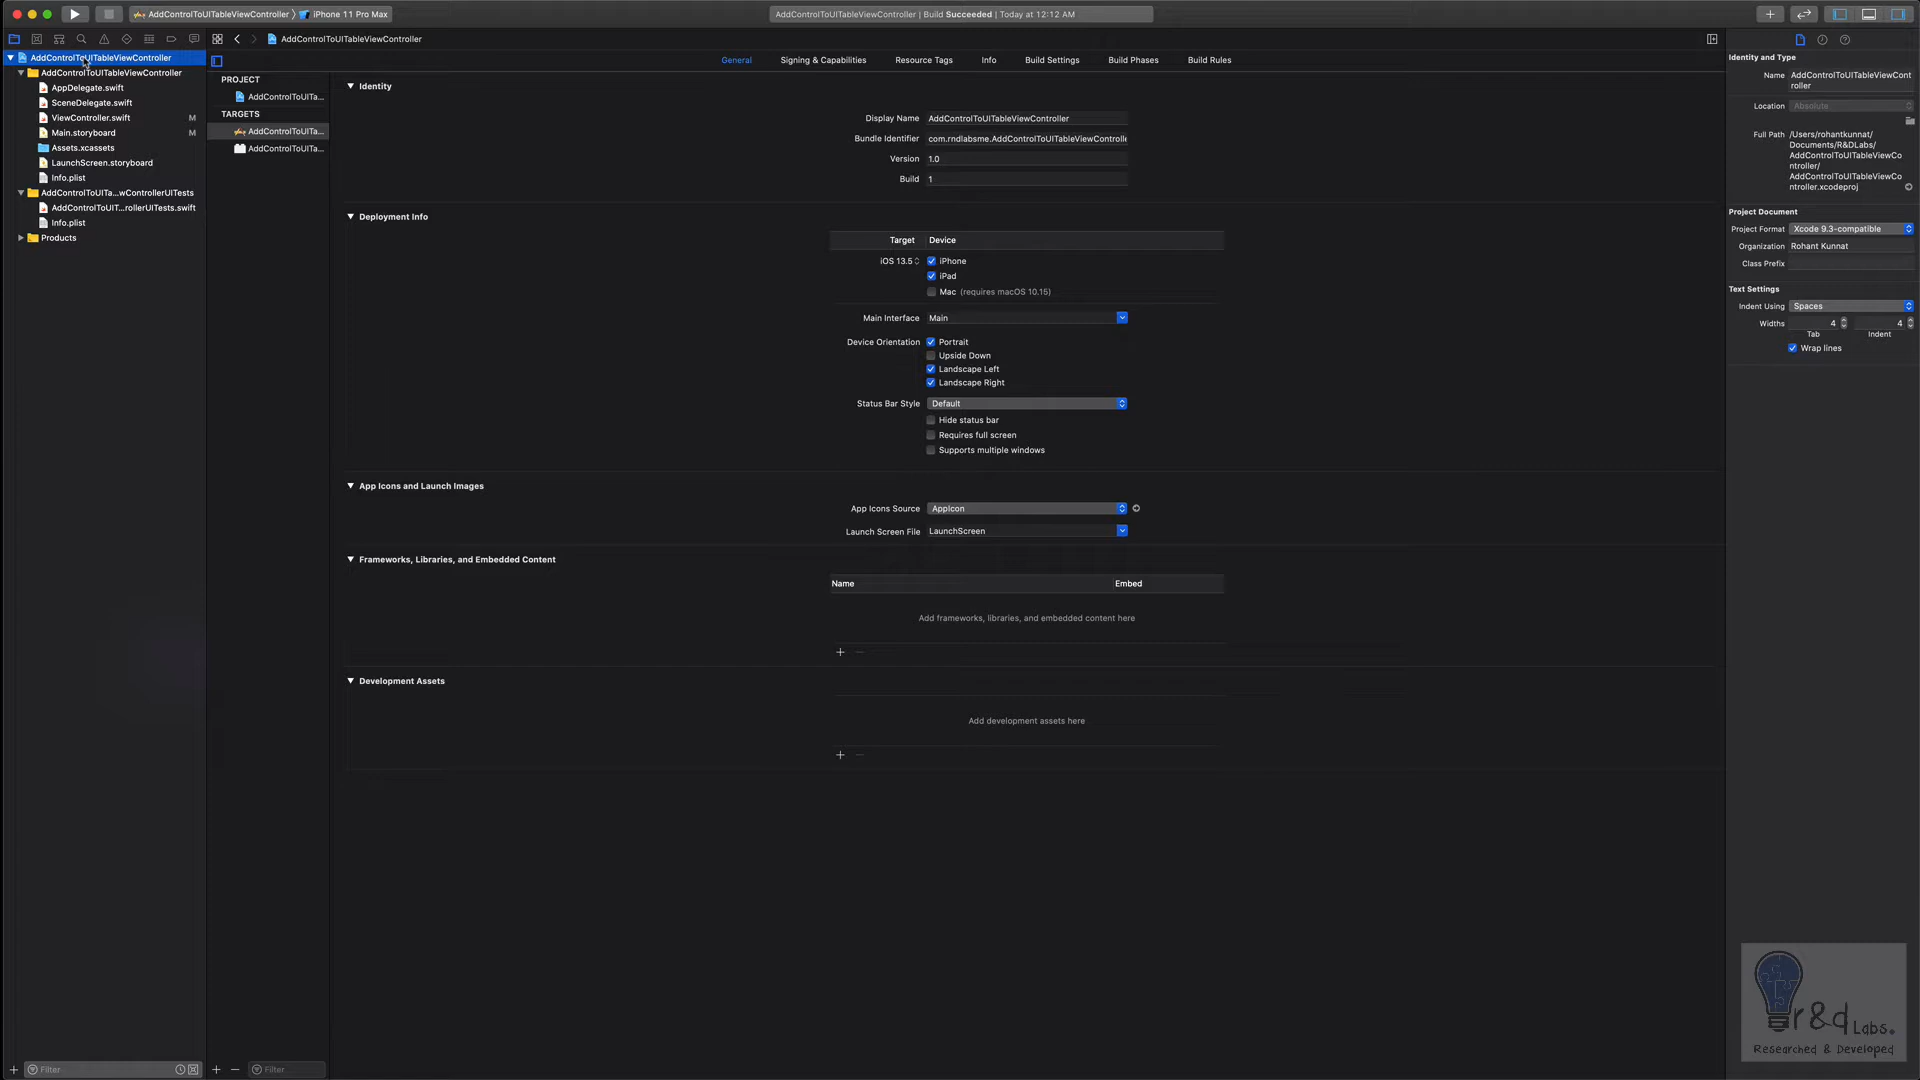 AddControlToUITableViewController ⟩ iPhone 11 Pro Max
AddControlToUITableViewController | Build Succeeded | Today at 12:12 AM
AddControlToUITableViewController
AddControlToUITableViewController
AddControlToUITableViewController
AppDelegate.swift
SceneDelegate.swift
ViewController.swift M
Main.storyboard M
Assets.xcassets
LaunchScreen.storyboard
Info.plist
AddControlToUITa...wControllerUITests
AddControlToUIT...rollerUITests.swift
Info.plist
Products
Filter
General Signing & Capabilities Resource Tags Info Build Settings Build Phases Build Rules
PROJECT
AddControlToUITa...
TARGETS
AddControlToUITa...
AddControlToUITa...
Filter
Identity
Display Name AddControlToUITableViewController
Bundle Identifier com.rndlabsme.AddControlToUITableViewControlle
Version 1.0
Build 1
Deployment Info
Target Device
iOS 13.5 iPhone
iPad
Mac (requires macOS 10.15)
Main Interface Main
Device Orientation Portrait
Upside Down
Landscape Left
Landscape Right
Status Bar Style Default
Hide status bar
Requires full screen
Supports multiple windows
App Icons and Launch Images
App Icons Source AppIcon
Launch Screen File LaunchScreen
Frameworks, Libraries, and Embedded Content
Name Embed
Add frameworks, libraries, and embedded content here
Development Assets
Add development assets here
Identity and Type
Name AddControlToUITableViewCont
roller
Location Absolute
Full Path /Users/rohantkunnat/
Documents/R&DLabs/
AddControlToUITableViewCo
ntroller/
AddControlToUITableViewCo
ntroller.xcodeproj
Project Document
Project Format Xcode 9.3-compatible
Organization Rohant Kunnat
Class Prefix
Text Settings
Indent Using Spaces
Widths 4 4
Tab Indent
Wrap lines
r&d Labs.
Researched & Developed